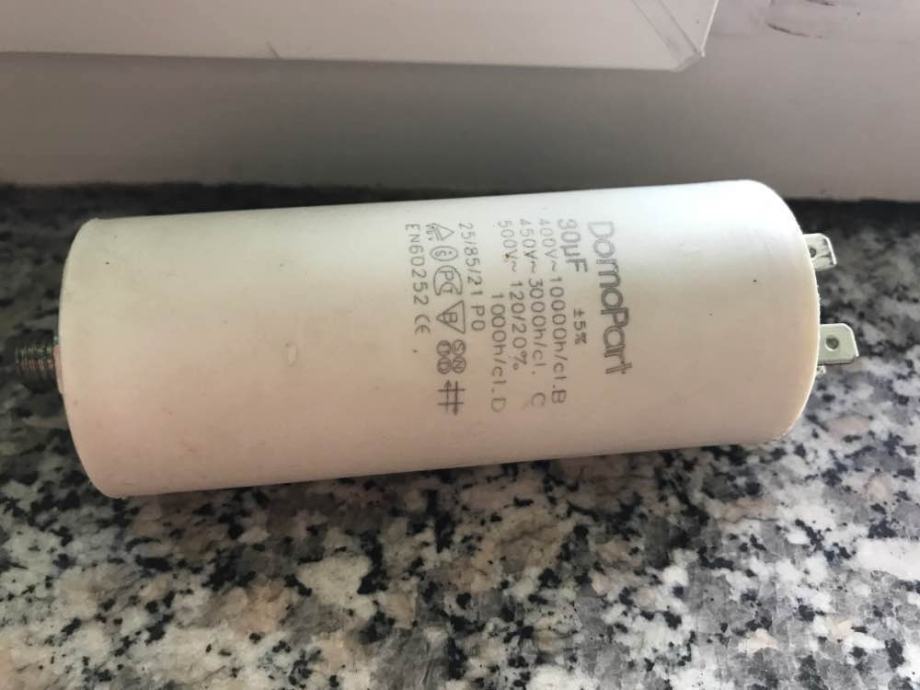 DomoPart
30µF ±5%
400V~10000h/cl.B
450V~3000h/cl. C
500V~ 120/20%
1000h/cl.D
25/85/21 P0
EN60252 CE